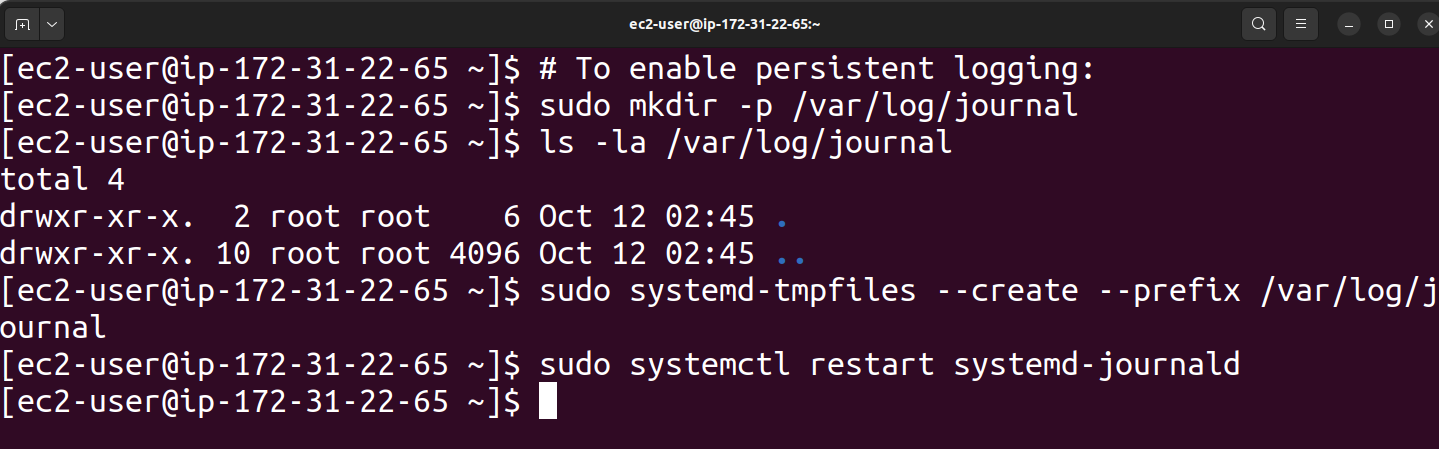 ec2-user@ip-172-31-22-65:~
[ec2-user@ip-172-31-22-65 ~]$ # To enable persistent logging:
[ec2-user@ip-172-31-22-65 ~]$ sudo mkdir -p /var/log/journal
[ec2-user@ip-172-31-22-65 ~]$ ls -la /var/log/journal
total 4
drwxr-xr-x.  2 root root    6 Oct 12 02:45 .
drwxr-xr-x. 10 root root 4096 Oct 12 02:45 ..
[ec2-user@ip-172-31-22-65 ~]$ sudo systemd-tmpfiles --create --prefix /var/log/j
ournal
[ec2-user@ip-172-31-22-65 ~]$ sudo systemctl restart systemd-journald
[ec2-user@ip-172-31-22-65 ~]$